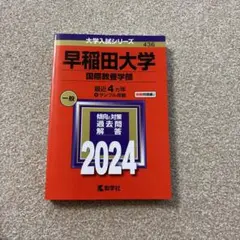 大学入試シリーズ
436
早稲田大学
国際教養学部
最近4カ年
一般
傾向と対策
過去問
解答
2024
教学社